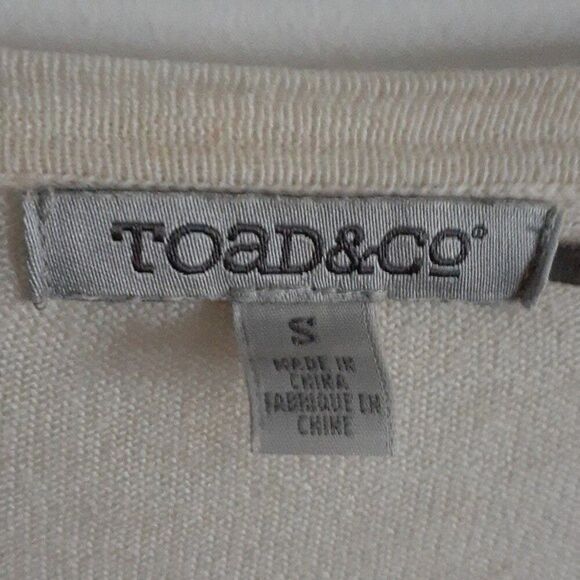 TOaD&Co®
S
MADE IN
CHINA
FABRIQUE EN
CHINE